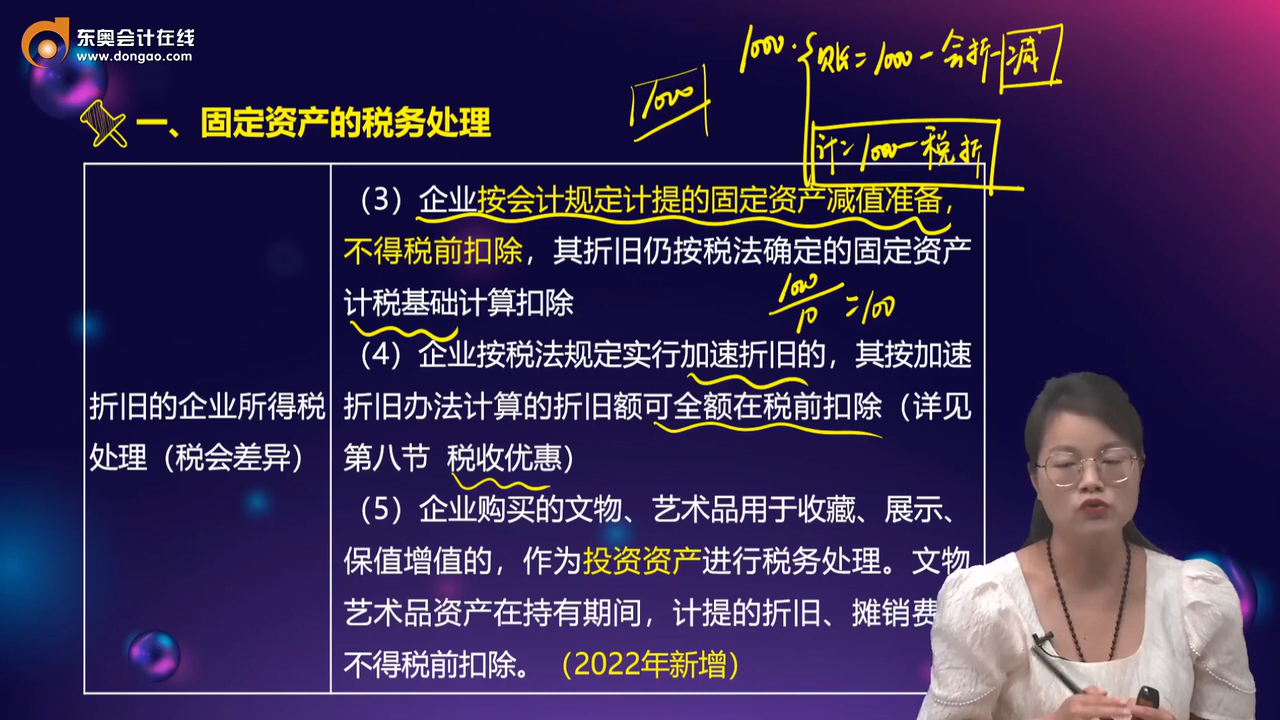 东奥会计在线
www.dongao.com
1000
1000
账=1000-会折-减
计=1000-税折
一、固定资产的税务处理
折旧的企业所得税
处理（税会差异）
（3）企业按会计规定计提的固定资产减值准备，
不得税前扣除，其折旧仍按税法确定的固定资产
计税基础计算扣除
1000/10=100
（4）企业按税法规定实行加速折旧的，其按加速
折旧办法计算的折旧额可全额在税前扣除（详见
第八节 税收优惠）
（5）企业购买的文物、艺术品用于收藏、展示、
保值增值的，作为投资资产进行税务处理。文物
艺术品资产在持有期间，计提的折旧、摊销费
不得税前扣除。（2022年新增）